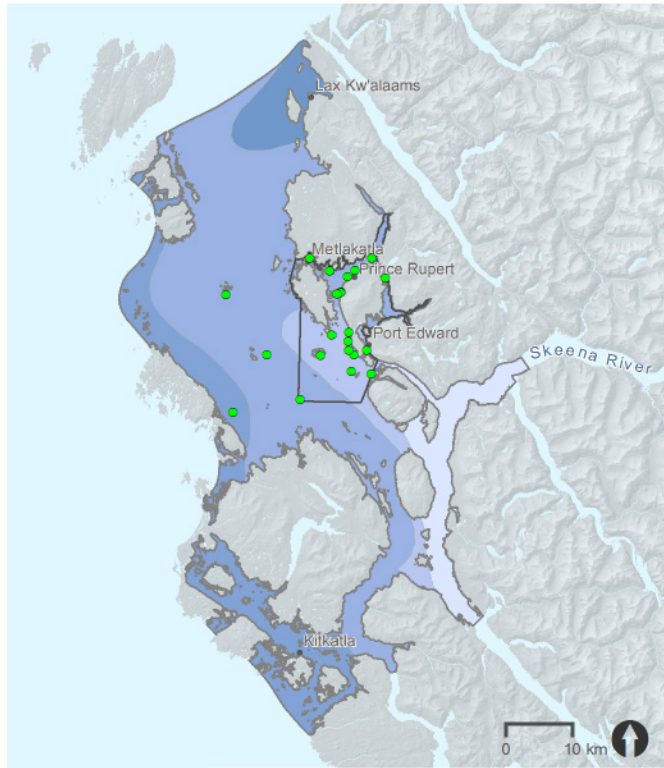 Lax Kw'alaams
Metlakatla
Prince Rupert
Port Edward
Skeena River
Kitkatla
0 10 km